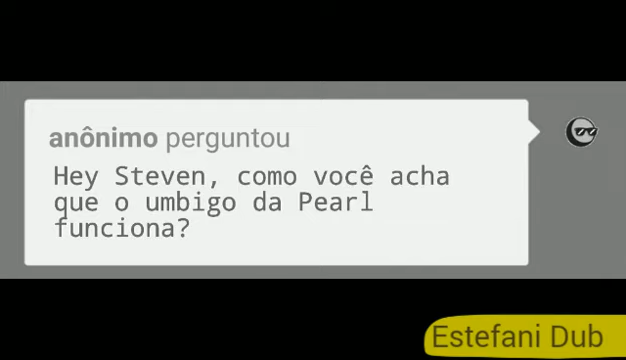 anônimo perguntou
Hey Steven, como você acha
que o umbigo da Pearl
funciona?
Estefani Dub